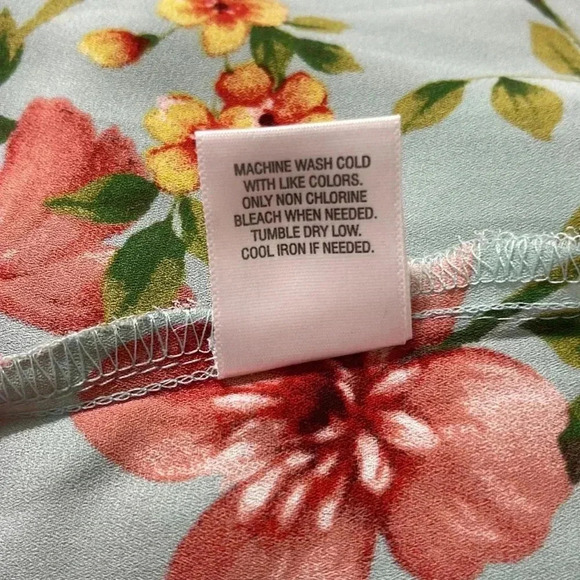 MACHINE WASH COLD
WITH LIKE COLORS.
ONLY NON CHLORINE
BLEACH WHEN NEEDED.
TUMBLE DRY LOW.
COOL IRON IF NEEDED.